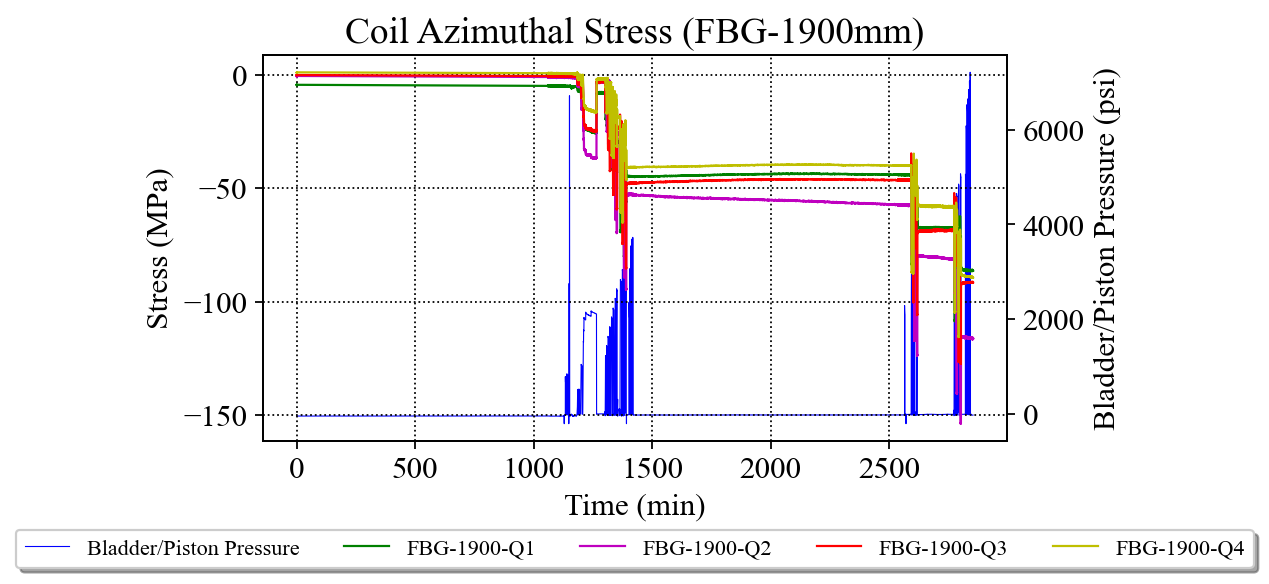 Coil Azimuthal Stress (FBG-1900mm)
0
−50
−100
−150
Stress (MPa)
6000
4000
2000
0
Bladder/Piston Pressure (psi)
0 500 1000 1500 2000 2500
Time (min)
Bladder/Piston Pressure FBG-1900-Q1 FBG-1900-Q2 FBG-1900-Q3 FBG-1900-Q4